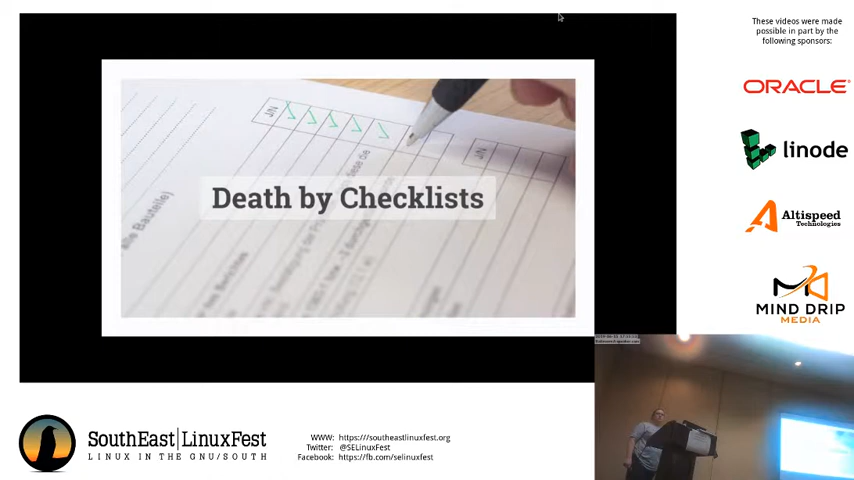 These videos were made
possible in part by the
following sponsors:
ORACLE
linode
Altispeed
Technologies
MIND DRIP
MEDIA
J/N
J/N
Death by Checklists
SouthEast|LinuxFest
LINUX IN THE GNU/SOUTH
WWW: https:///southeastlinuxfest.org
Twitter: @SELinuxFest
Facebook: https://fb.com/selinuxfest